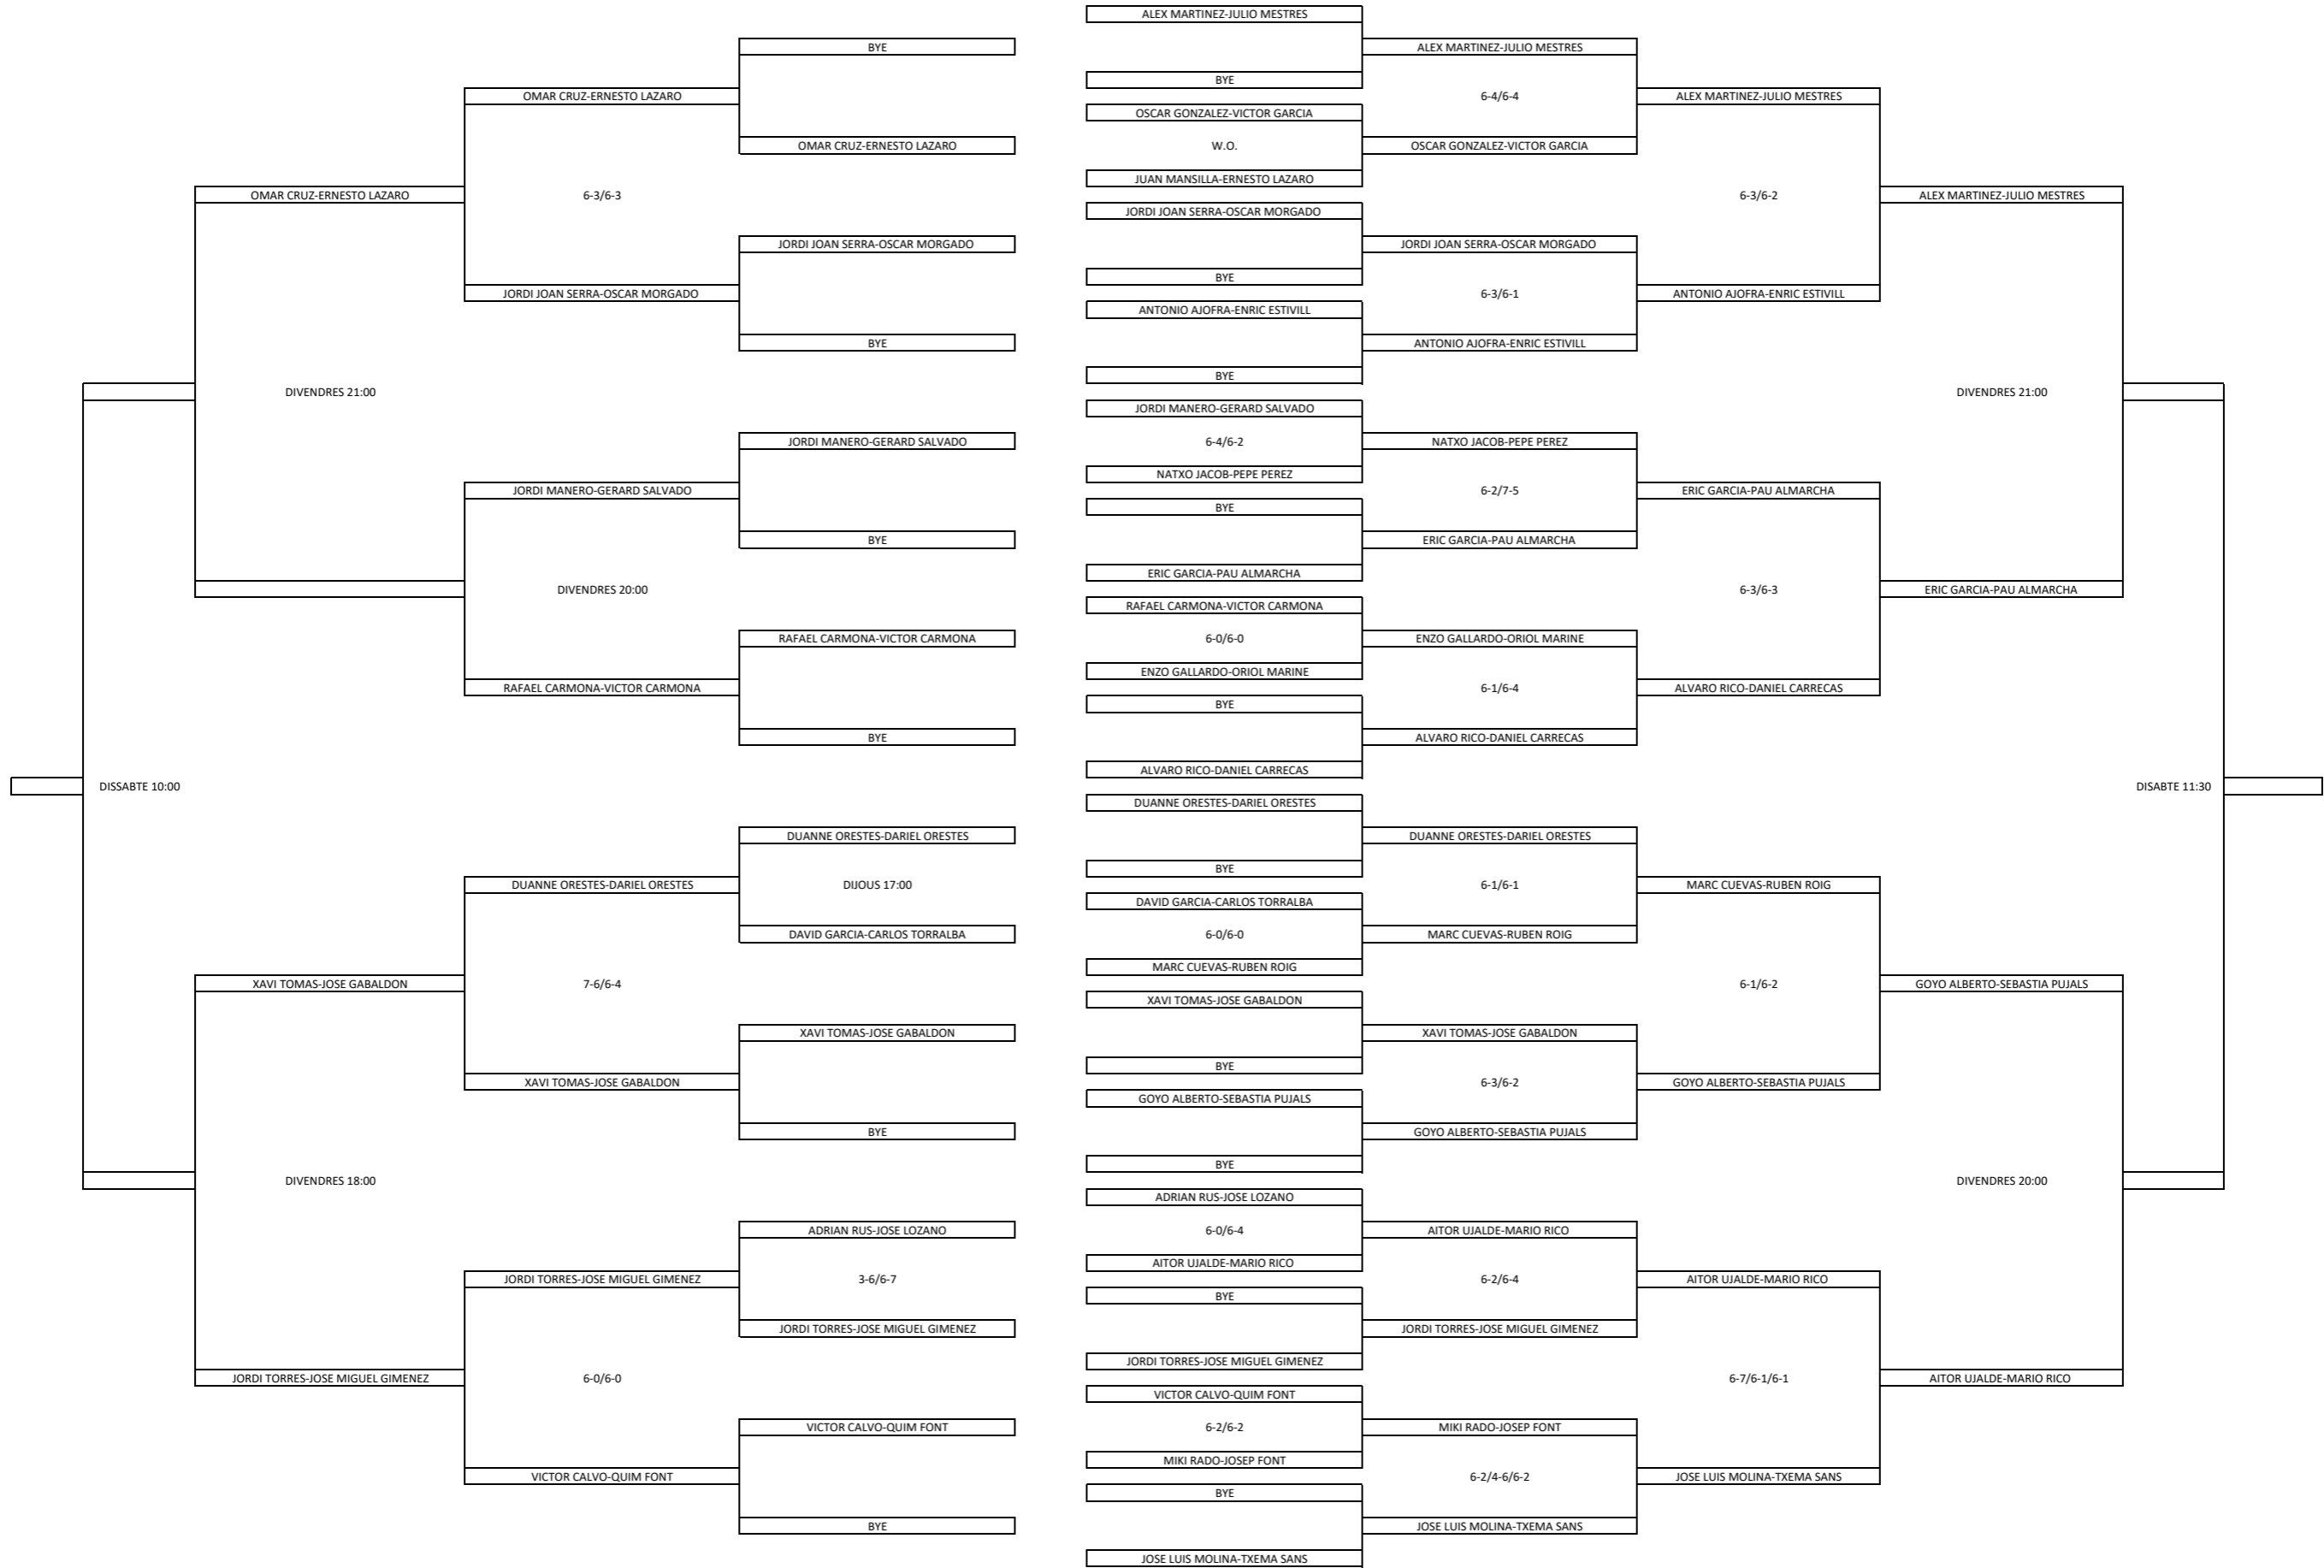 ALEX MARTINEZ-JULIO MESTRES
BYE
ALEX MARTINEZ-JULIO MESTRES
BYE
OMAR CRUZ-ERNESTO LAZARO
6-4/6-4
ALEX MARTINEZ-JULIO MESTRES
OSCAR GONZALEZ-VICTOR GARCIA
OMAR CRUZ-ERNESTO LAZARO
W.O.
OSCAR GONZALEZ-VICTOR GARCIA
JUAN MANSILLA-ERNESTO LAZARO
OMAR CRUZ-ERNESTO LAZARO
6-3/6-3
6-3/6-2
ALEX MARTINEZ-JULIO MESTRES
JORDI JOAN SERRA-OSCAR MORGADO
JORDI JOAN SERRA-OSCAR MORGADO
JORDI JOAN SERRA-OSCAR MORGADO
BYE
JORDI JOAN SERRA-OSCAR MORGADO
6-3/6-1
ANTONIO AJOFRA-ENRIC ESTIVILL
ANTONIO AJOFRA-ENRIC ESTIVILL
BYE
ANTONIO AJOFRA-ENRIC ESTIVILL
BYE
DIVENDRES 21:00
DIVENDRES 21:00
JORDI MANERO-GERARD SALVADO
JORDI MANERO-GERARD SALVADO
6-4/6-2
NATXO JACOB-PEPE PEREZ
NATXO JACOB-PEPE PEREZ
JORDI MANERO-GERARD SALVADO
6-2/7-5
ERIC GARCIA-PAU ALMARCHA
BYE
BYE
ERIC GARCIA-PAU ALMARCHA
ERIC GARCIA-PAU ALMARCHA
DIVENDRES 20:00
6-3/6-3
ERIC GARCIA-PAU ALMARCHA
RAFAEL CARMONA-VICTOR CARMONA
RAFAEL CARMONA-VICTOR CARMONA
6-0/6-0
ENZO GALLARDO-ORIOL MARINE
ENZO GALLARDO-ORIOL MARINE
RAFAEL CARMONA-VICTOR CARMONA
6-1/6-4
ALVARO RICO-DANIEL CARRECAS
BYE
BYE
ALVARO RICO-DANIEL CARRECAS
ALVARO RICO-DANIEL CARRECAS
DISSABTE 10:00
DISABTE 11:30
DUANNE ORESTES-DARIEL ORESTES
DUANNE ORESTES-DARIEL ORESTES
DUANNE ORESTES-DARIEL ORESTES
BYE
DUANNE ORESTES-DARIEL ORESTES
DIJOUS 17:00
6-1/6-1
MARC CUEVAS-RUBEN ROIG
DAVID GARCIA-CARLOS TORRALBA
DAVID GARCIA-CARLOS TORRALBA
6-0/6-0
MARC CUEVAS-RUBEN ROIG
MARC CUEVAS-RUBEN ROIG
XAVI TOMAS-JOSE GABALDON
7-6/6-4
6-1/6-2
GOYO ALBERTO-SEBASTIA PUJALS
XAVI TOMAS-JOSE GABALDON
XAVI TOMAS-JOSE GABALDON
XAVI TOMAS-JOSE GABALDON
BYE
XAVI TOMAS-JOSE GABALDON
6-3/6-2
GOYO ALBERTO-SEBASTIA PUJALS
GOYO ALBERTO-SEBASTIA PUJALS
BYE
GOYO ALBERTO-SEBASTIA PUJALS
BYE
DIVENDRES 18:00
DIVENDRES 20:00
ADRIAN RUS-JOSE LOZANO
ADRIAN RUS-JOSE LOZANO
6-0/6-4
AITOR UJALDE-MARIO RICO
AITOR UJALDE-MARIO RICO
JORDI TORRES-JOSE MIGUEL GIMENEZ
3-6/6-7
6-2/6-4
AITOR UJALDE-MARIO RICO
BYE
JORDI TORRES-JOSE MIGUEL GIMENEZ
JORDI TORRES-JOSE MIGUEL GIMENEZ
JORDI TORRES-JOSE MIGUEL GIMENEZ
JORDI TORRES-JOSE MIGUEL GIMENEZ
6-0/6-0
6-7/6-1/6-1
AITOR UJALDE-MARIO RICO
VICTOR CALVO-QUIM FONT
VICTOR CALVO-QUIM FONT
6-2/6-2
MIKI RADO-JOSEP FONT
MIKI RADO-JOSEP FONT
VICTOR CALVO-QUIM FONT
6-2/4-6/6-2
JOSE LUIS MOLINA-TXEMA SANS
BYE
BYE
JOSE LUIS MOLINA-TXEMA SANS
JOSE LUIS MOLINA-TXEMA SANS